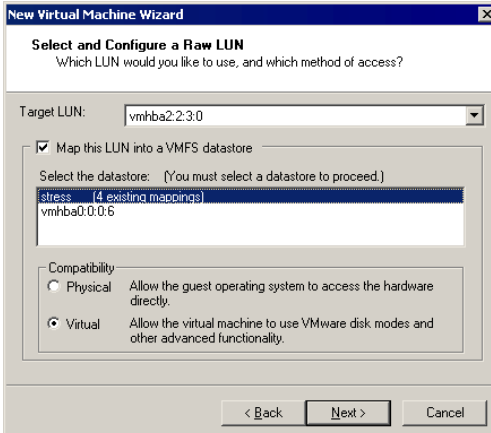 New Virtual Machine Wizard
Select and Configure a Raw LUN
Which LUN would you like to use, and which method of access?
Target LUN:
vmhba2:2:3:0
Map this LUN into a VMFS datastore
Select the datastore: (You must select a datastore to proceed.)
stress (4 existing mappings)
vmhba0:0:0:6
Compatibility
Physical
Allow the guest operating system to access the hardware
directly.
Virtual
Allow the virtual machine to use VMware disk modes and
other advanced functionality.
< Back
Next >
Cancel